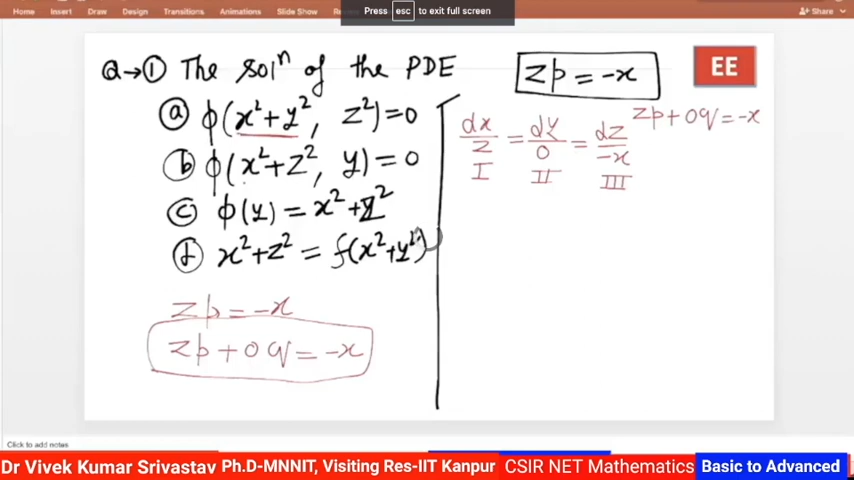 Press esc to exit full screen
Home Insert Draw Design Transitions Animations Slide Show Share
Q→① The solⁿ of the PDE
zp = -x
EE
ⓐ φ(x²+y², z²)=0
ⓑ φ(x²+z², y)=0
ⓒ φ(y) = x²+z²
ⓓ x²+z² = f(x²+y²)
zp = -x
zp + 0q = -x
dx/z = dy/0 = dz/-x
zp+0q=-x
I II III
Click to add notes
Dr Vivek Kumar Srivastav Ph.D-MNNIT, Visiting Res-IIT Kanpur CSIR NET Mathematics Basic to Advanced